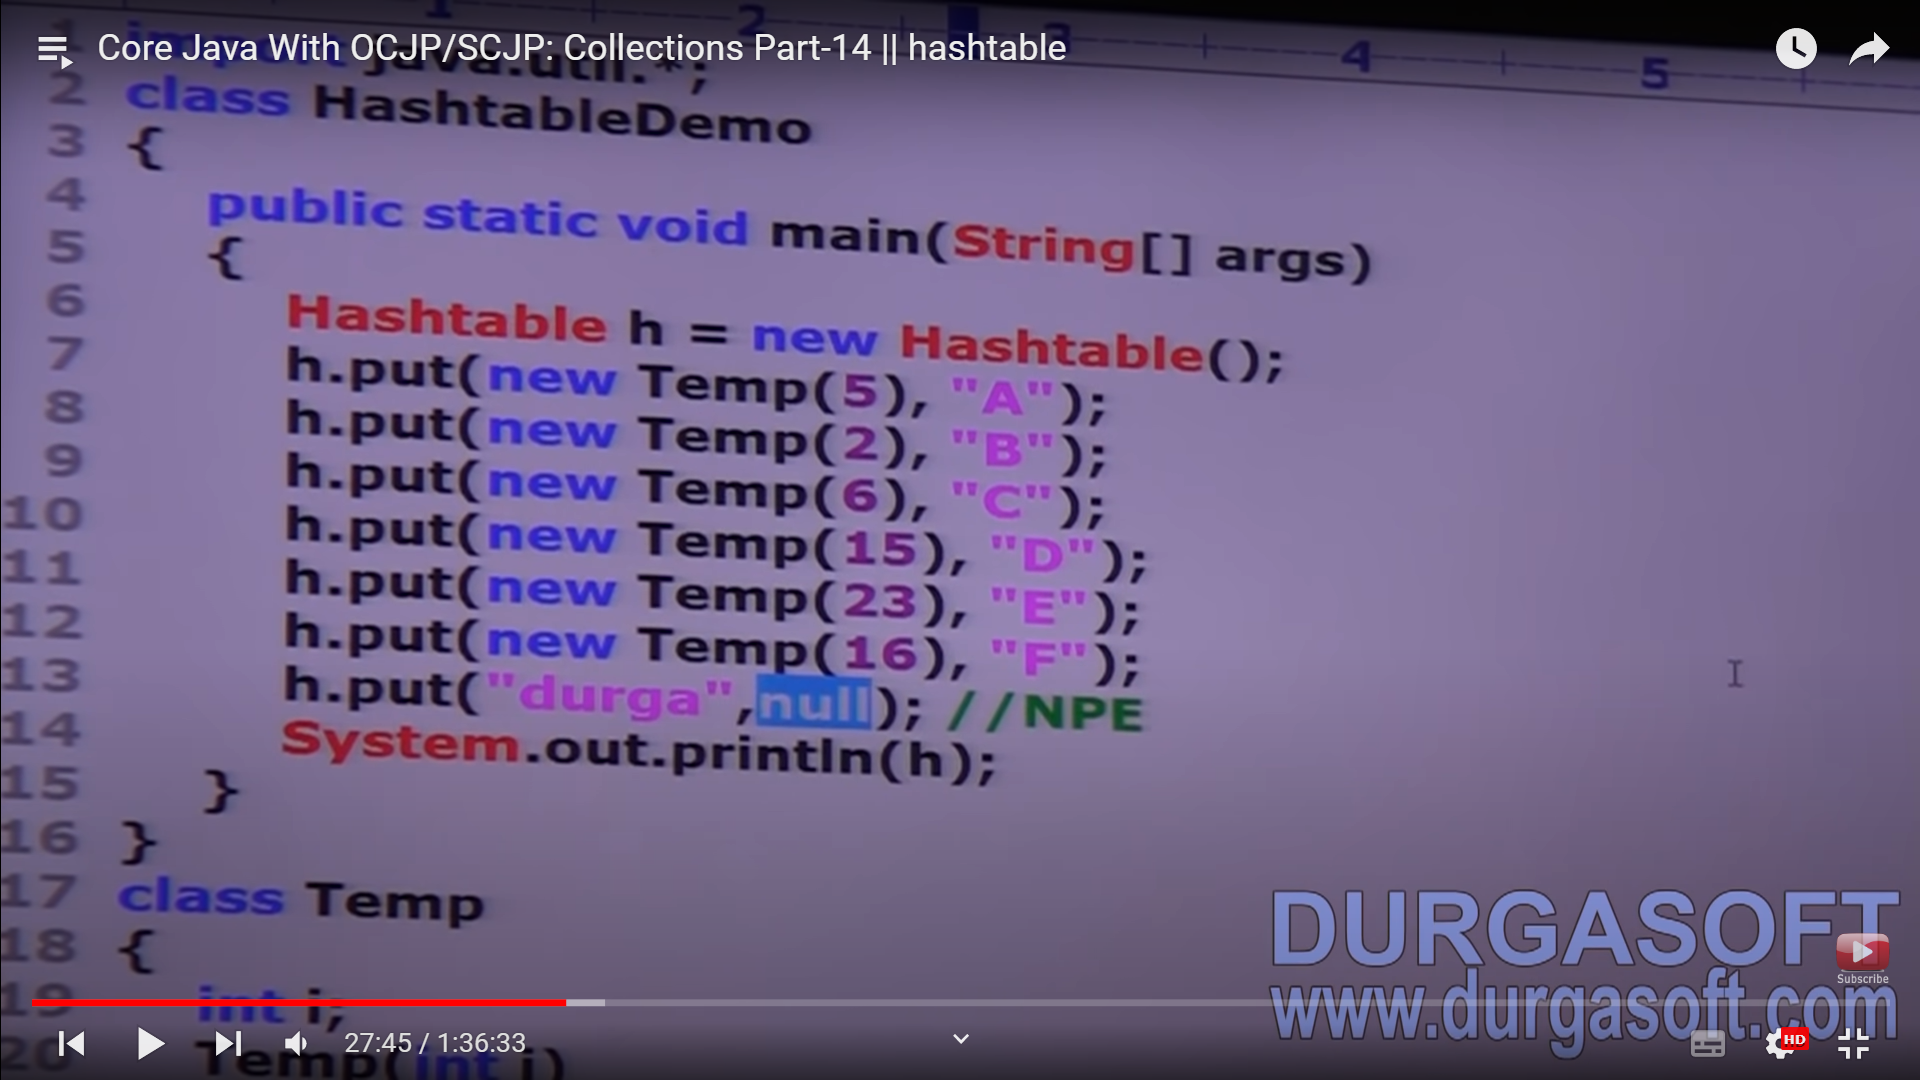 Core Java With OCJP/SCJP: Collections Part-14 || hashtable
1 2 3 4 5
1 import java.util.*;
2 class HashtableDemo
3 {
4 public static void main(String[] args)
5 {
6 Hashtable h = new Hashtable();
7 h.put(new Temp(5), "A");
8 h.put(new Temp(2), "B");
9 h.put(new Temp(6), "C");
10 h.put(new Temp(15), "D");
11 h.put(new Temp(23), "E");
12 h.put(new Temp(16), "F");
13 h.put("durga",null); //NPE
14 System.out.println(h);
15 }
16 }
17 class Temp
18 {
19 int i;
20 Temp(int i)
DURGASOFT
Subscribe
www.durgasoft.com
27:45 / 1:36:33
HD